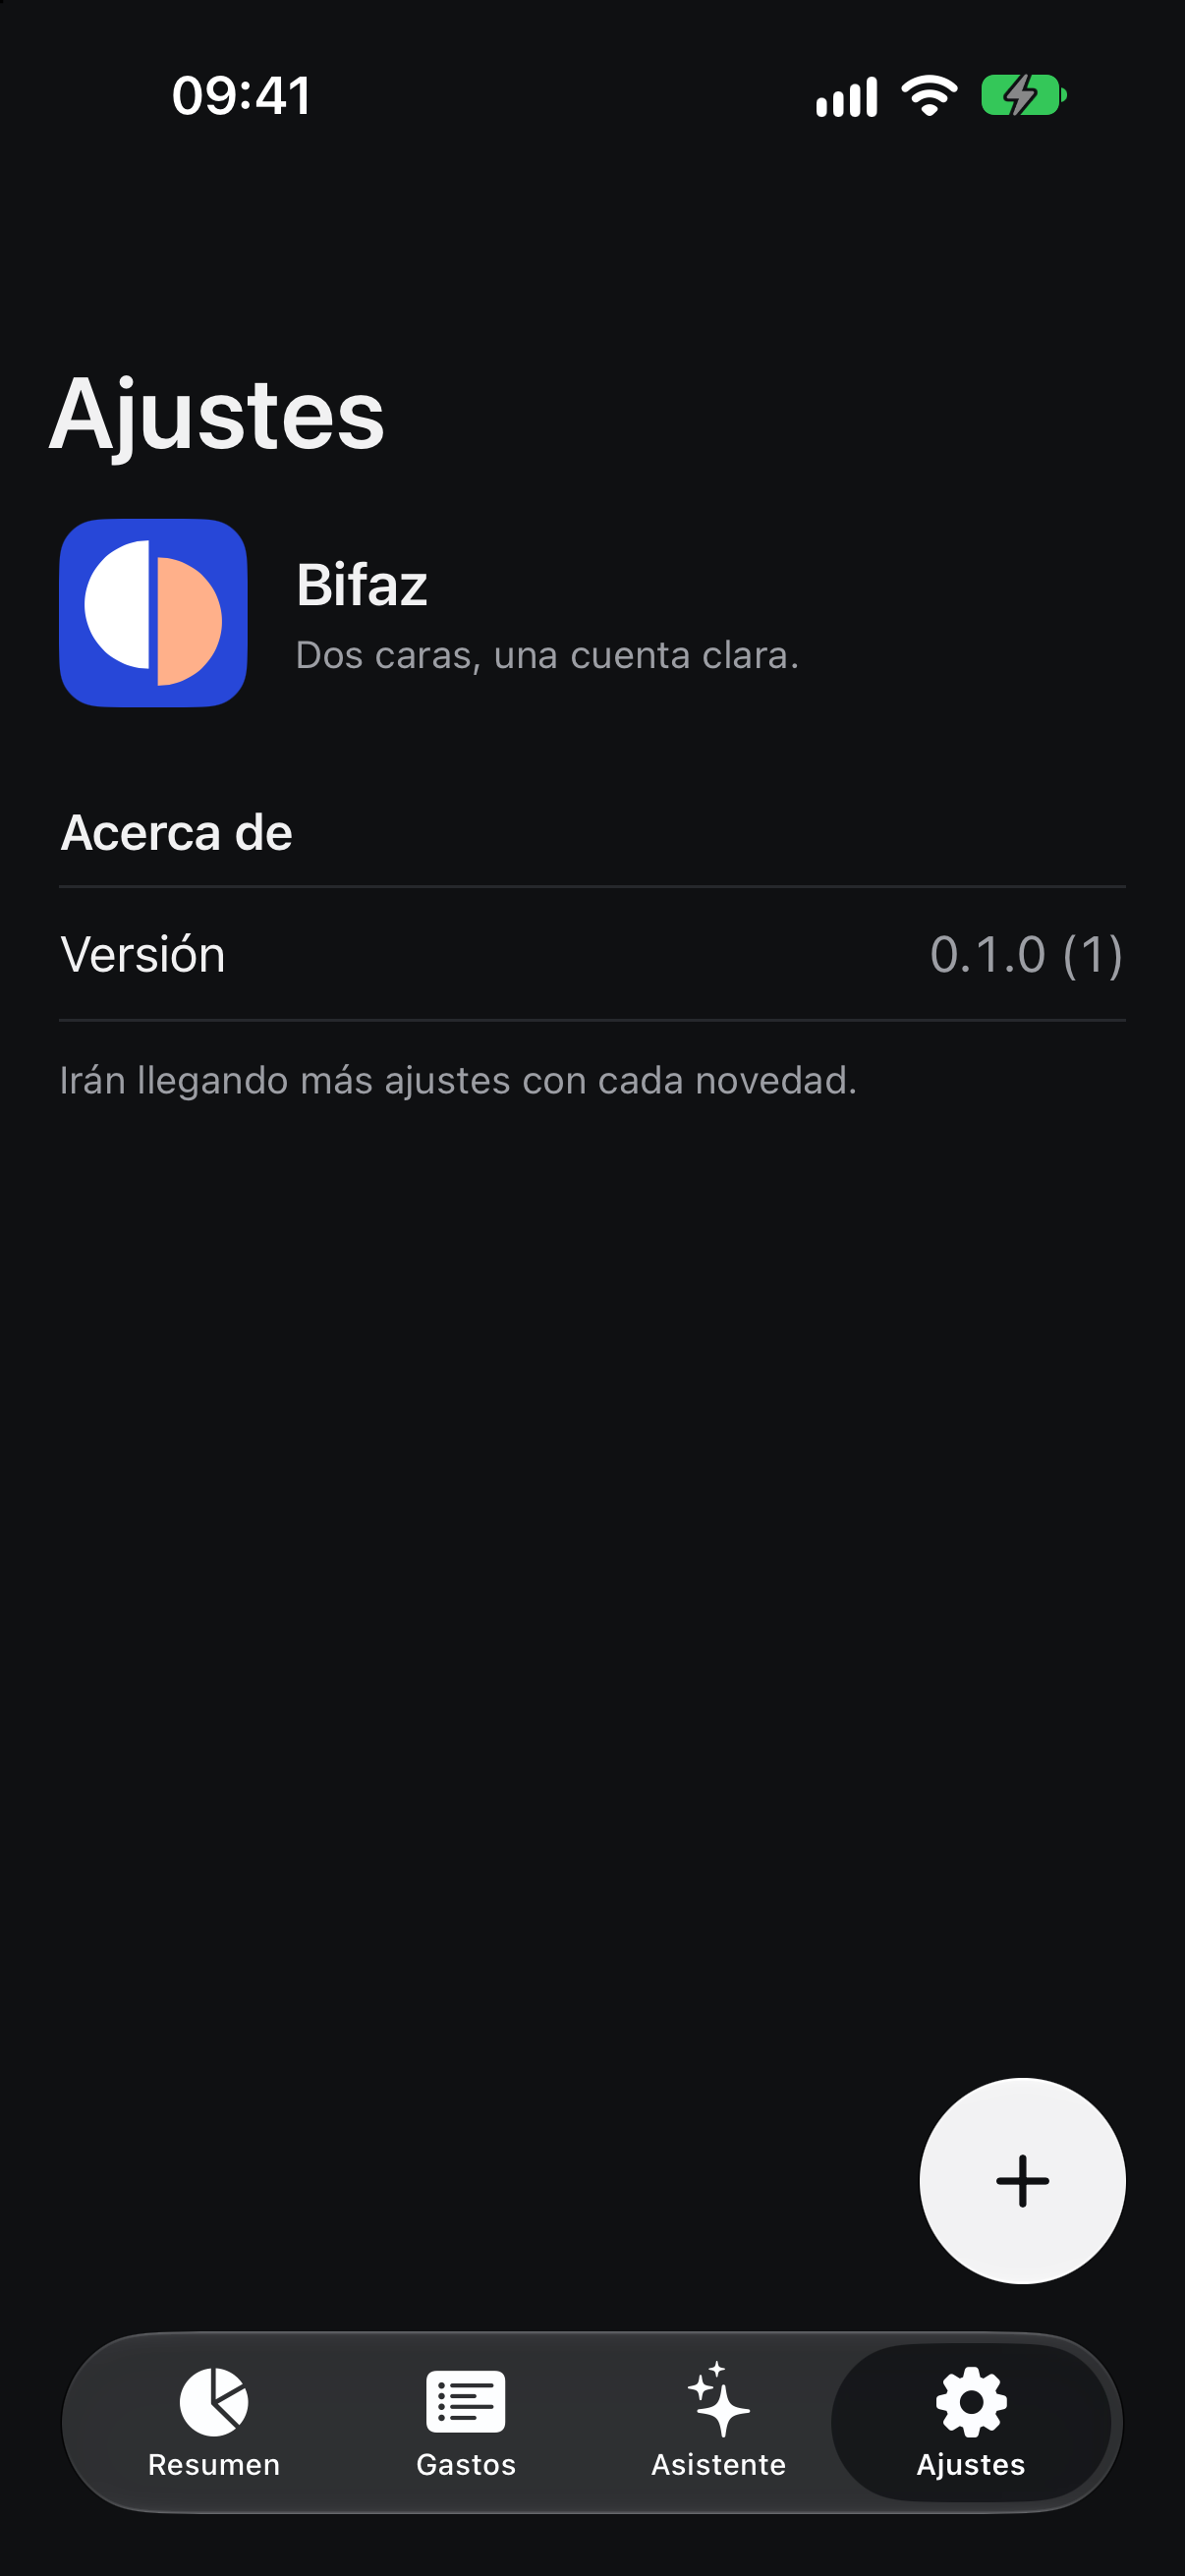 09:41
Ajustes
Bifaz
Dos caras, una cuenta clara.
Acerca de
Versión 0.1.0 (1)
Irán llegando más ajustes con cada novedad.
Resumen Gastos Asistente Ajustes